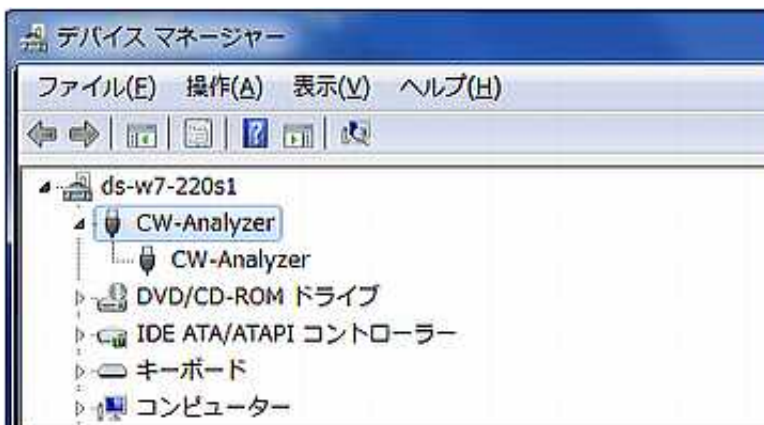 デバイス マネージャー
ファイル(F) 操作(A) 表示(V) ヘルプ(H)
ds-w7-220s1
CW-Analyzer
CW-Analyzer
DVD/CD-ROM ドライブ
IDE ATA/ATAPI コントローラー
キーボード
コンピューター